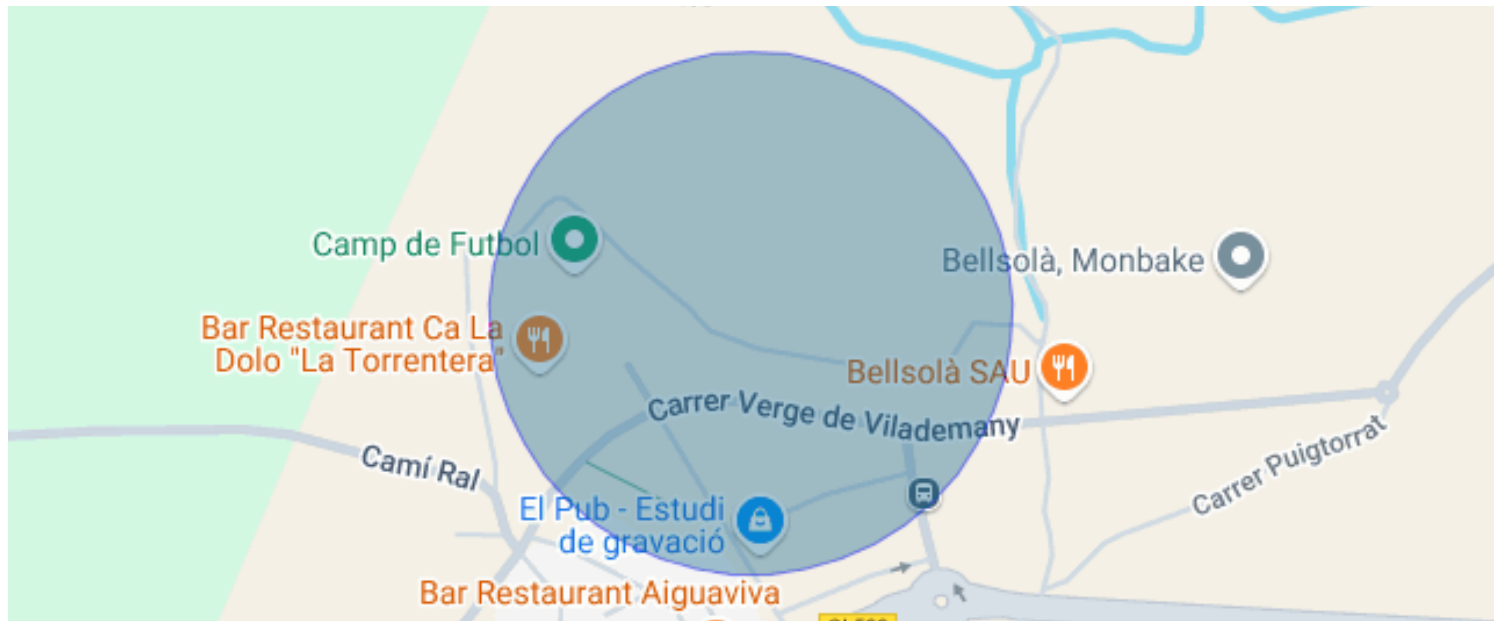 Camp de Futbol
Bellsolà, Monbake
Bar Restaurant Ca La
Dolo "La Torrentera"
Bellsolà SAU
Carrer Verge de Vilademany
Camí Ral
Carrer Puigtorrat
El Pub - Estudi
de gravació
Bar Restaurant Aiguaviva